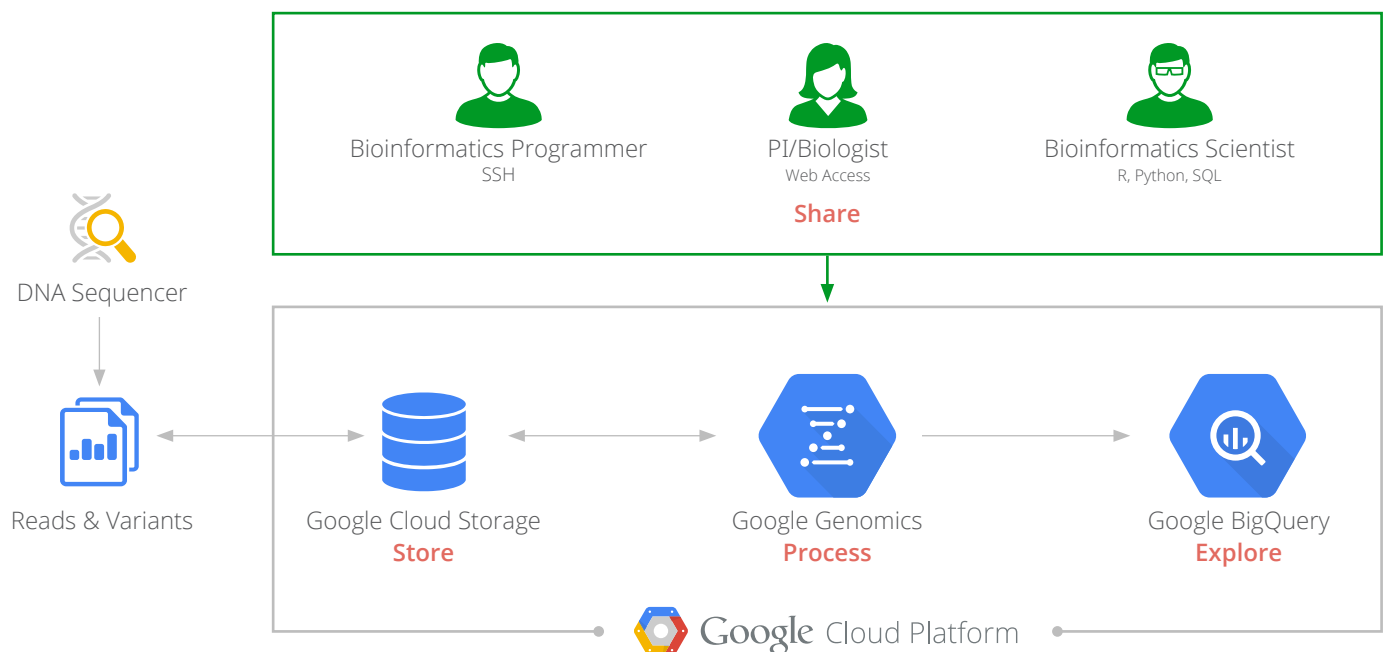 Bioinformatics Programmer
SSH
PI/Biologist
Web Access
Bioinformatics Scientist
R, Python, SQL
Share
DNA Sequencer
Reads & Variants
Google Cloud Storage
Store
Google Genomics
Process
Google BigQuery
Explore
Google Cloud Platform